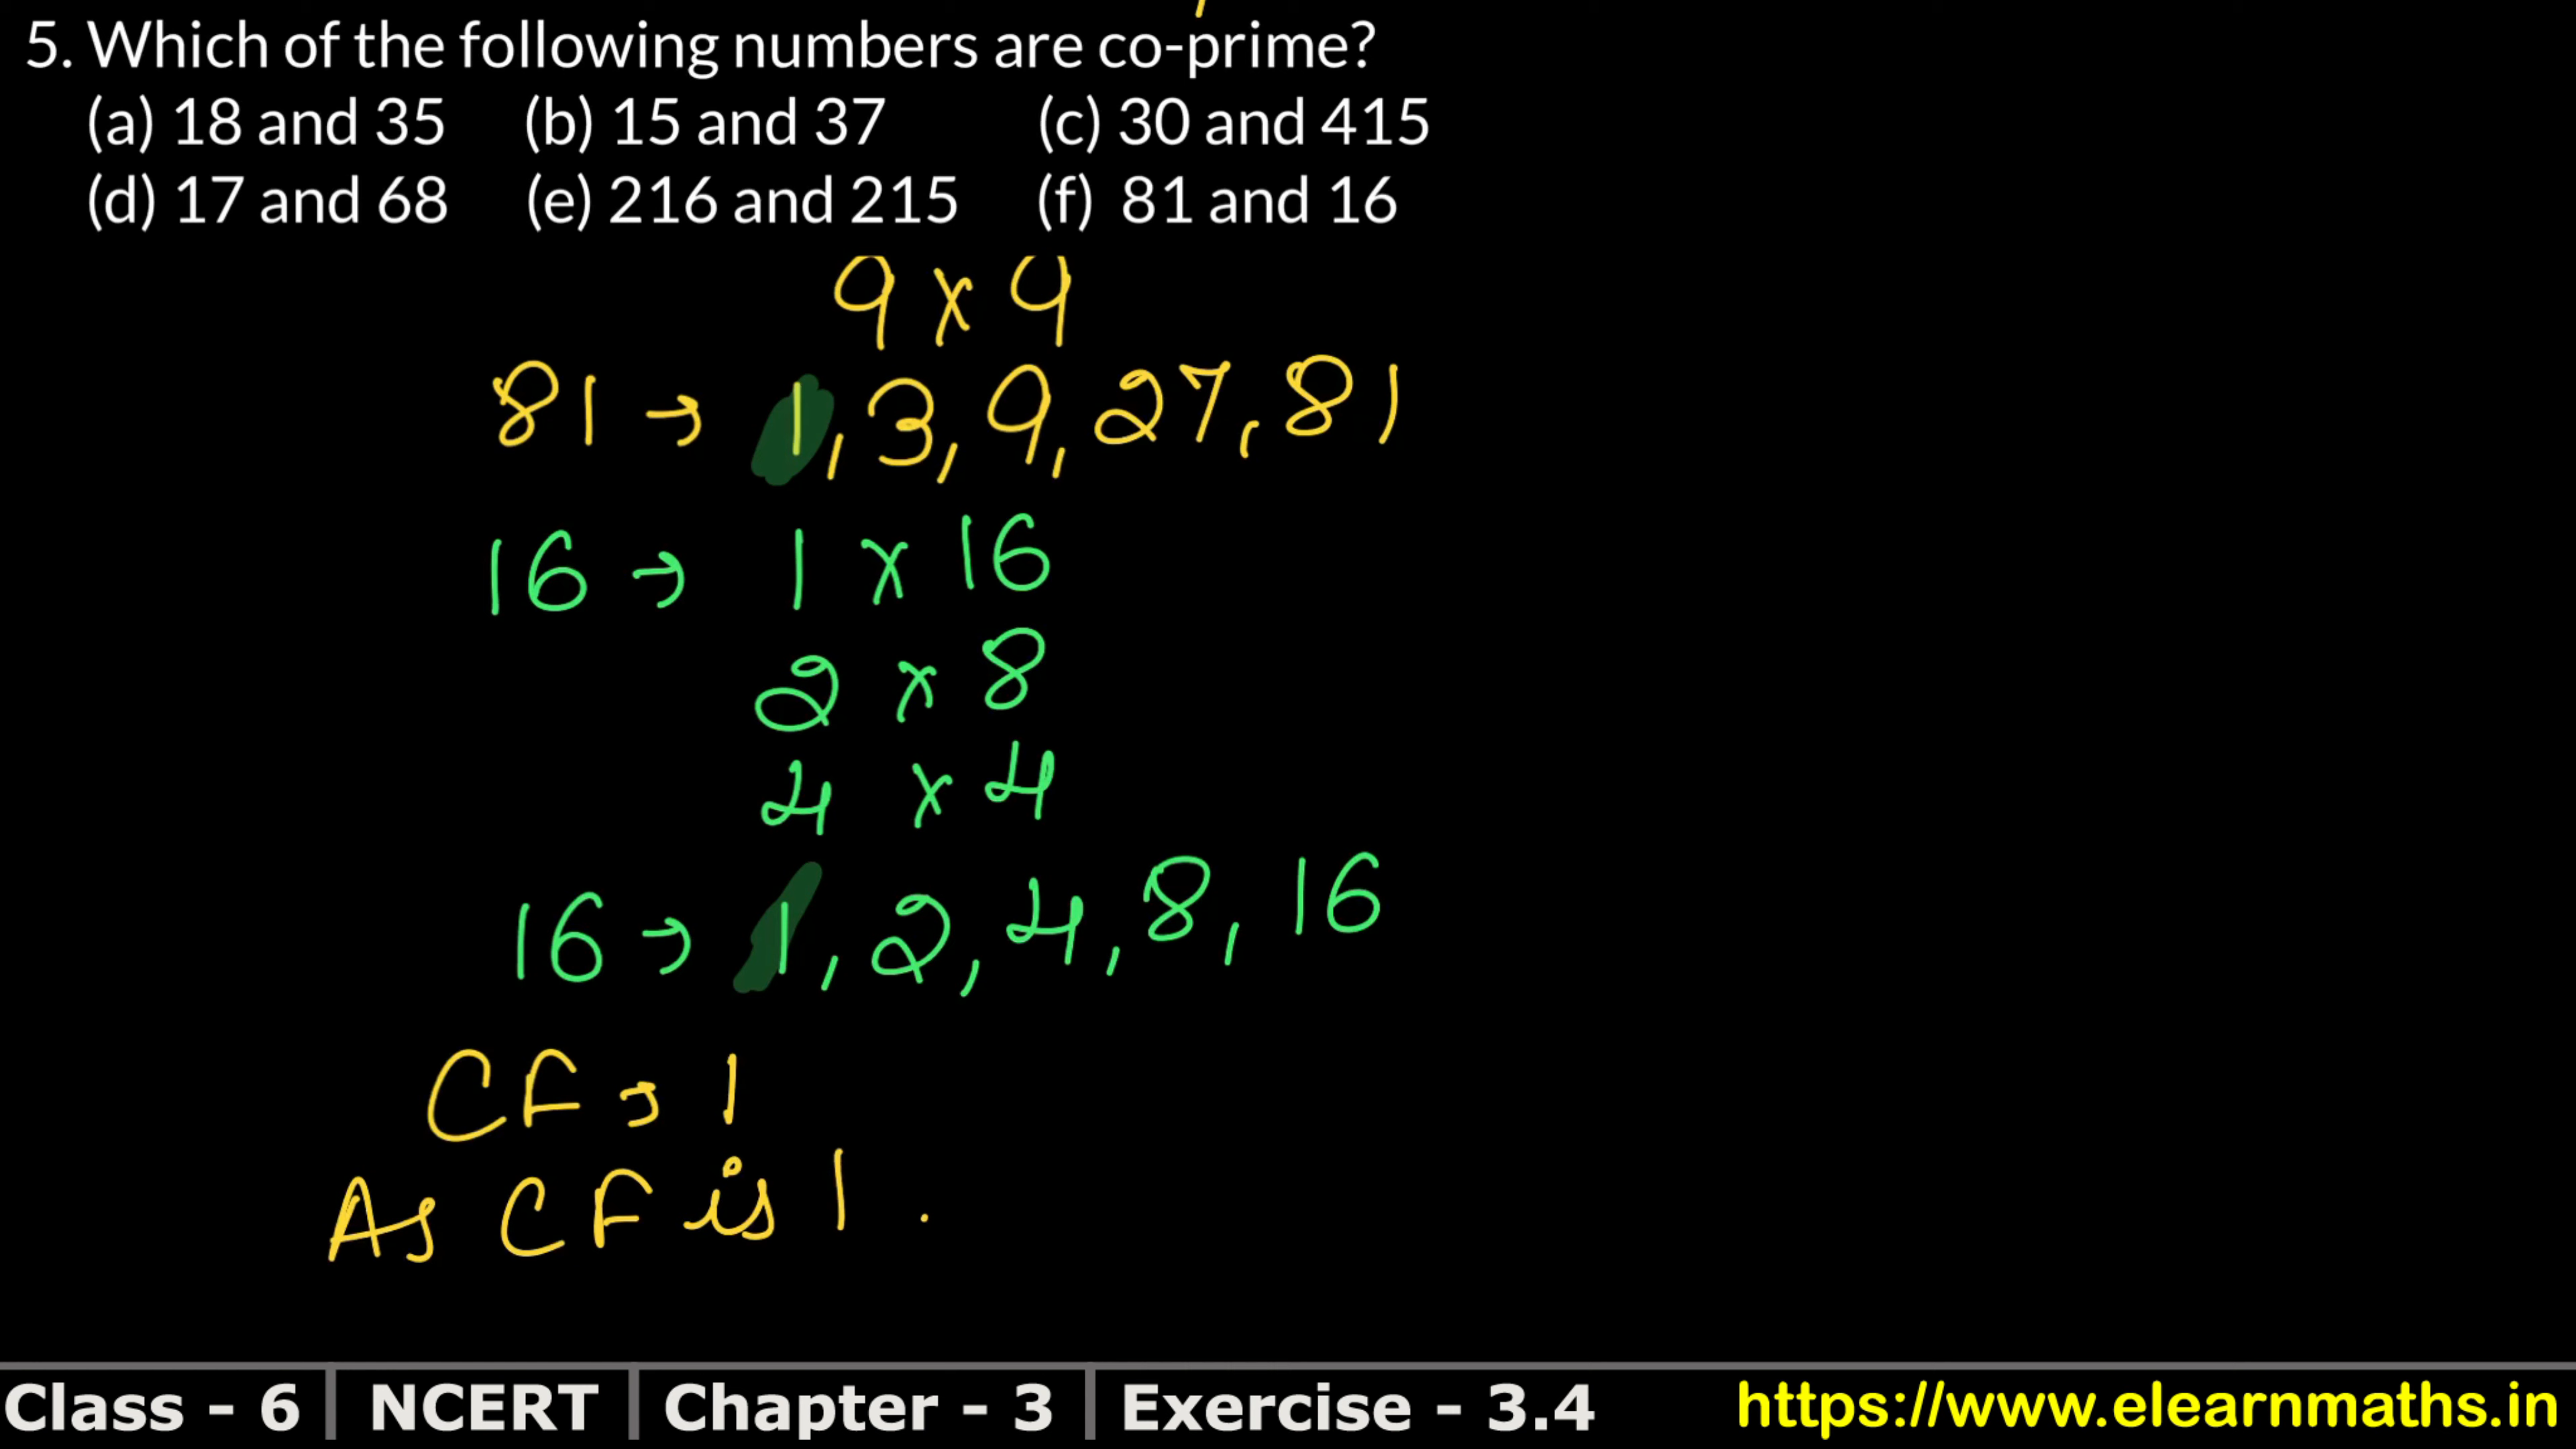 5. Which of the following numbers are co-prime?
(a) 18 and 35 (b) 15 and 37 (c) 30 and 415
(d) 17 and 68 (e) 216 and 215 (f) 81 and 16
9 x 9
81 → 1, 3, 9, 27, 81
16 → 1 x 16
2 x 8
4 x 4
16 → 1, 2, 4, 8, 16
CF → 1
As CF is 1 .
Class - 6 | NCERT | Chapter - 3 | Exercise - 3.4 https://www.elearnmaths.in